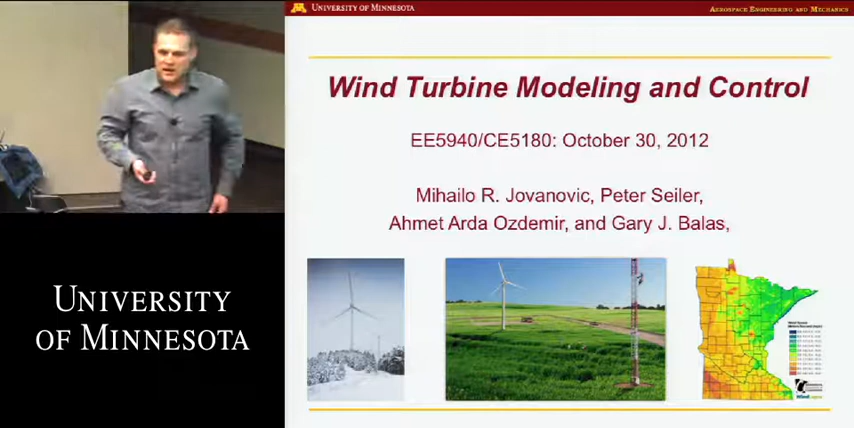 UNIVERSITY OF MINNESOTA
AEROSPACE ENGINEERING AND MECHANICS
Wind Turbine Modeling and Control
EE5940/CE5180: October 30, 2012
Mihailo R. Jovanovic, Peter Seiler,
Ahmet Arda Ozdemir, and Gary J. Balas,
UNIVERSITY
OF MINNESOTA